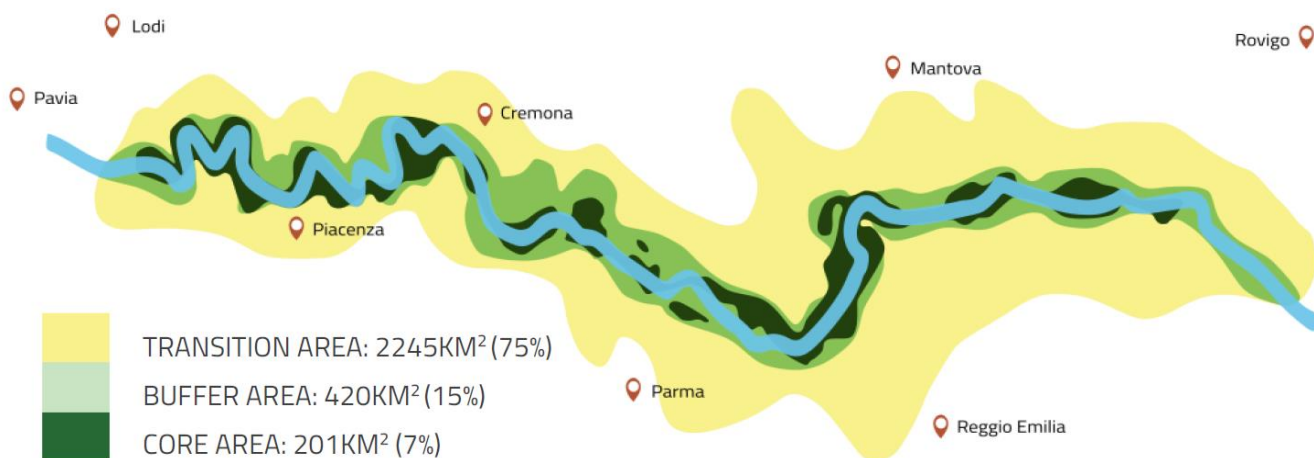 Lodi
Rovigo
Mantova
Pavia
Cremona
Piacenza
TRANSITION AREA: 2245KM² (75%)
BUFFER AREA: 420KM² (15%)
Parma
Reggio Emilia
CORE AREA: 201KM² (7%)